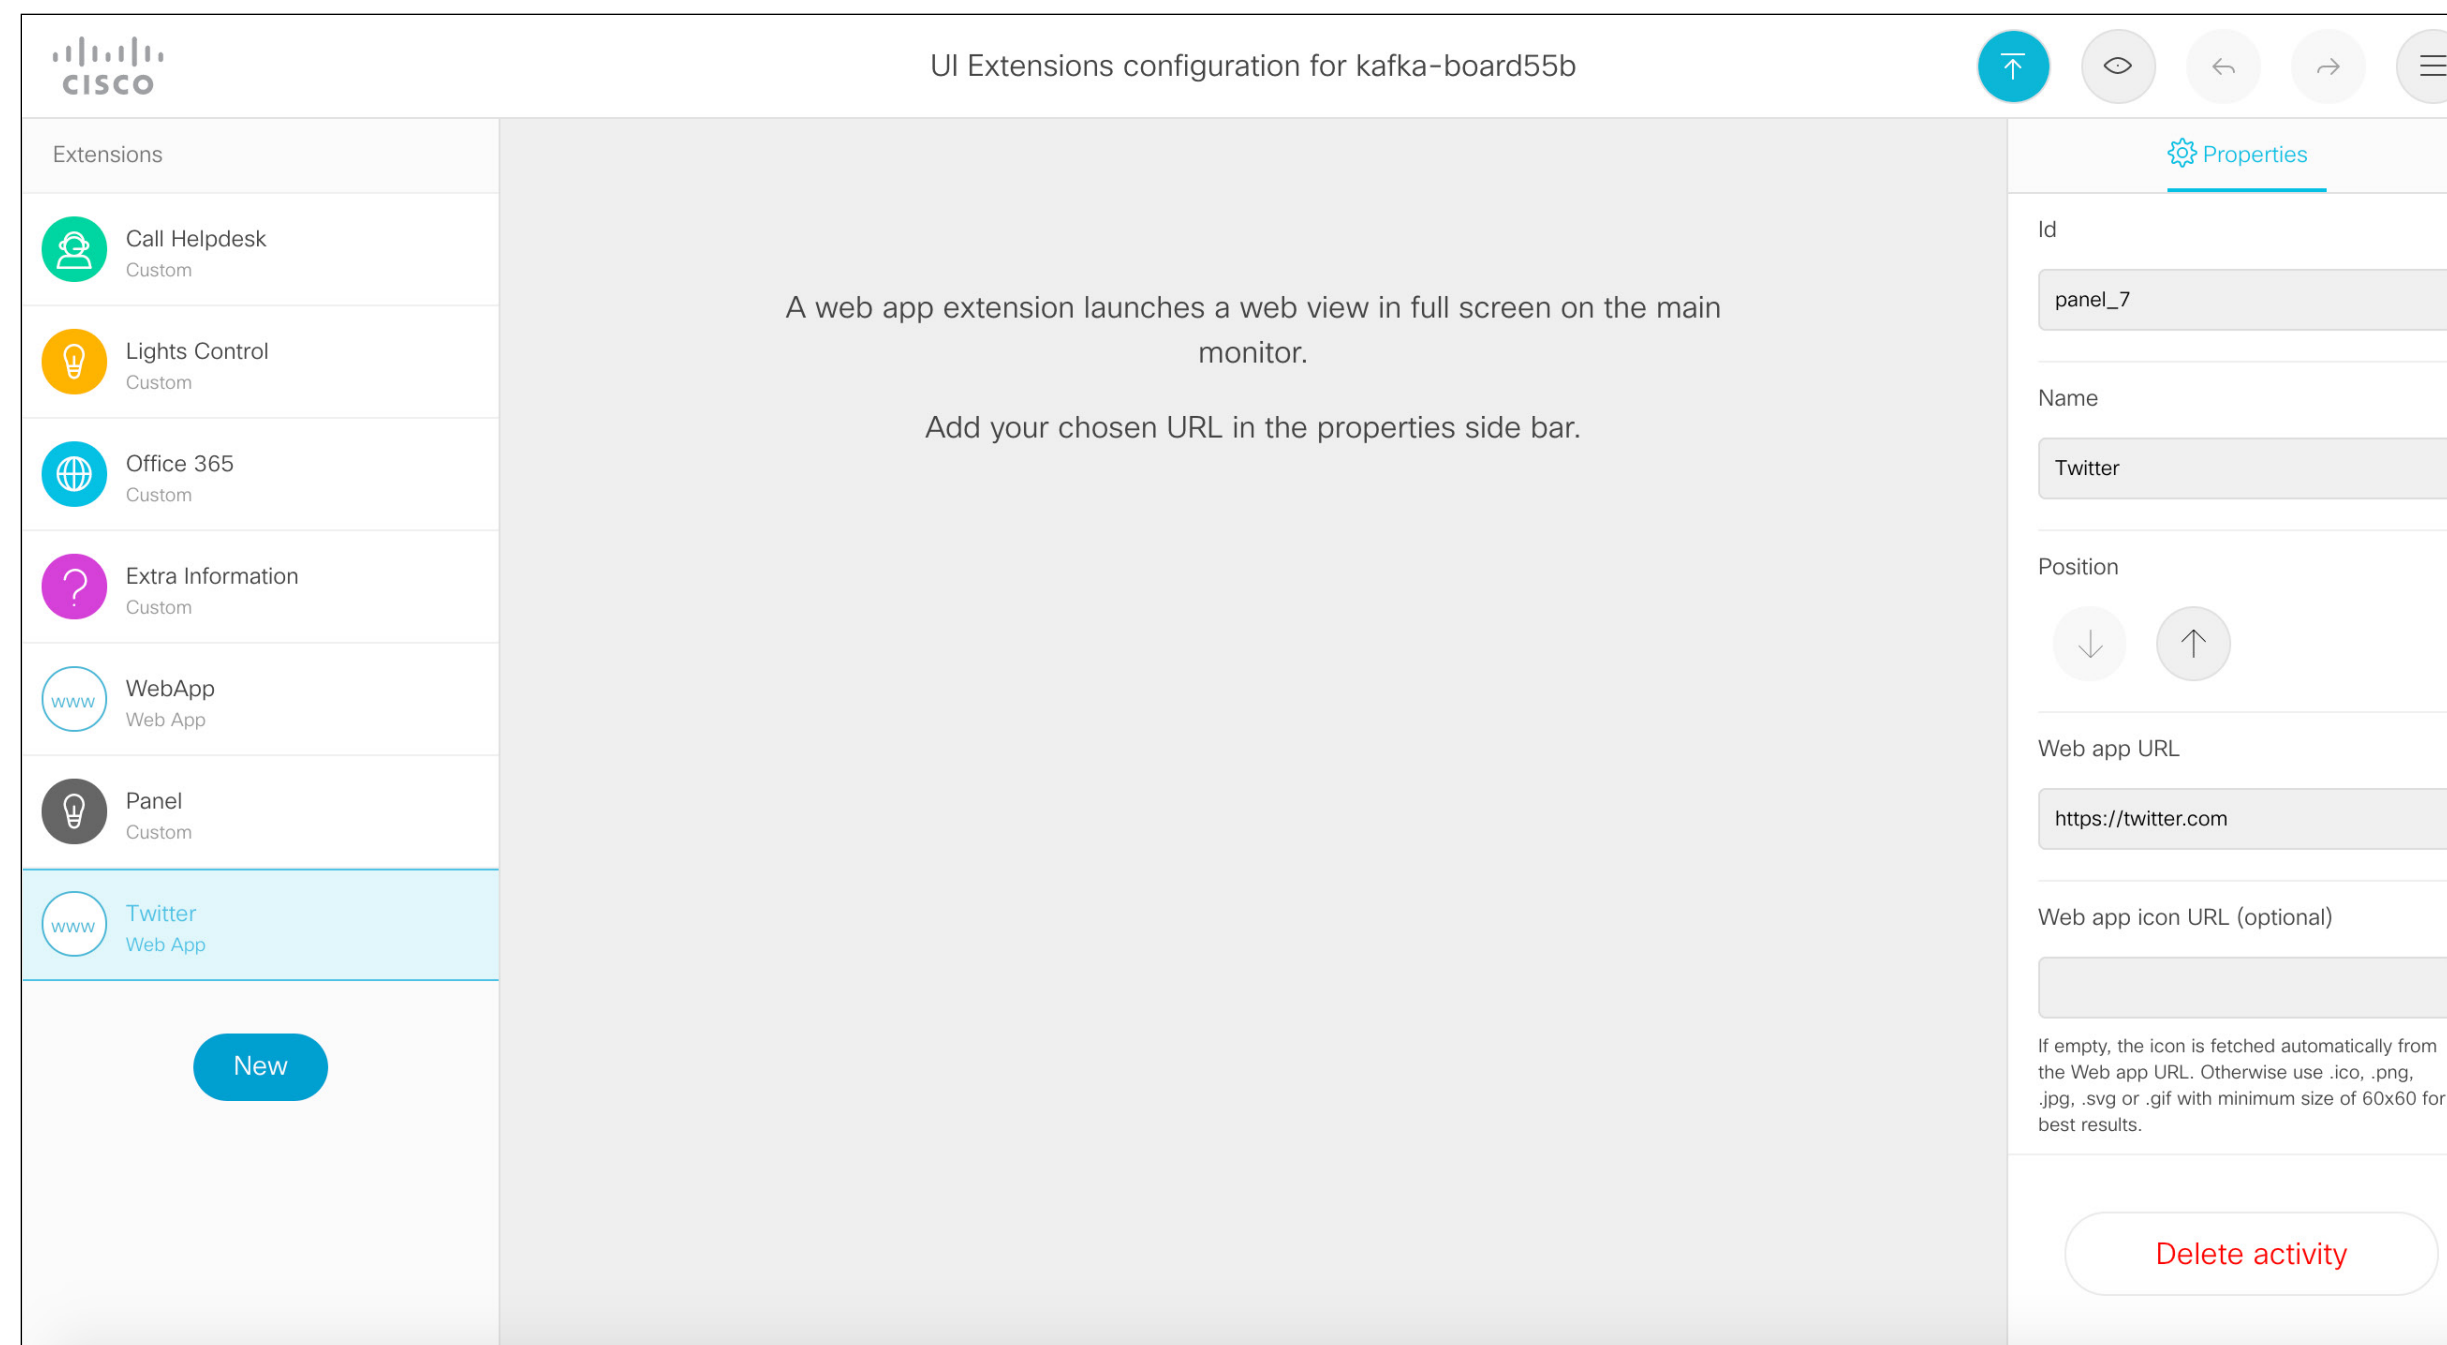 CISCO
UI Extensions configuration for kafka-board55b
Extensions
Call Helpdesk
Custom
Lights Control
Custom
Office 365
Custom
Extra Information
Custom
www
WebApp
Web App
Panel
Custom
www
Twitter
Web App
New
A web app extension launches a web view in full screen on the main
monitor.
Add your chosen URL in the properties side bar.
Properties
Id
panel_7
Name
Twitter
Position
Web app URL
https://twitter.com
Web app icon URL (optional)
If empty, the icon is fetched automatically from
the Web app URL. Otherwise use .ico, .png,
.jpg, .svg or .gif with minimum size of 60x60 for
best results.
Delete activity